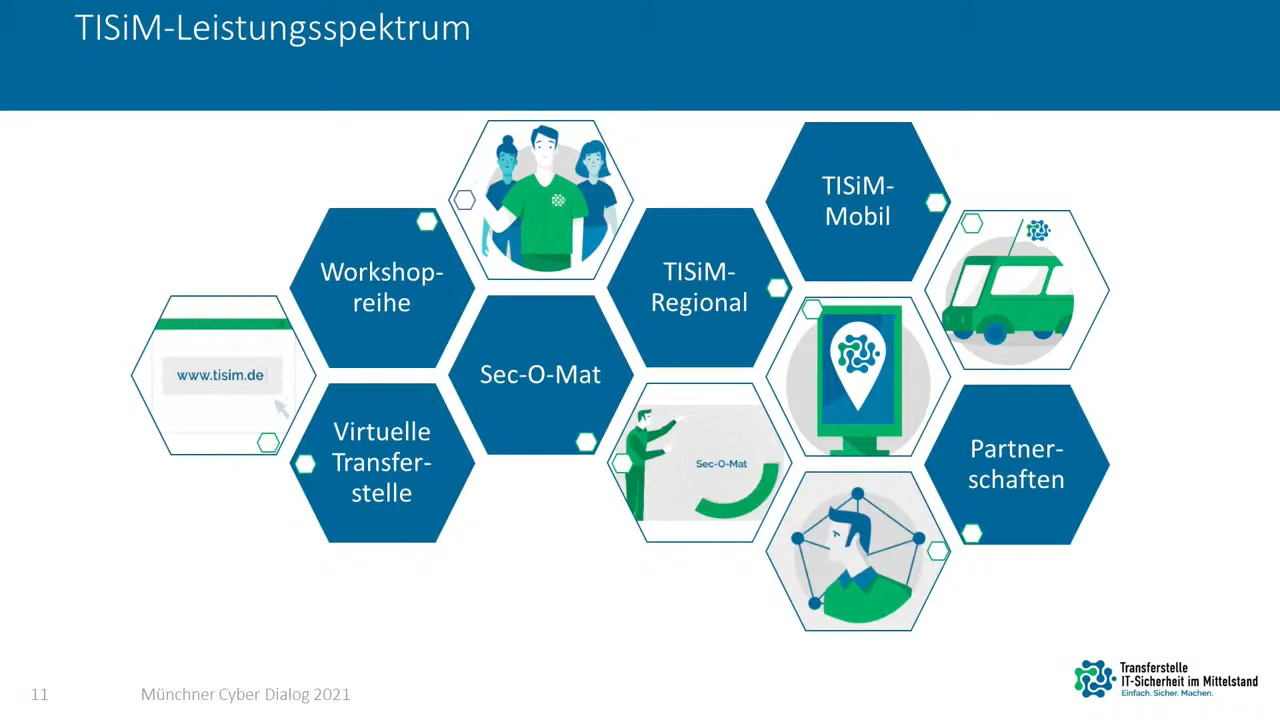 TISiM-Leistungsspektrum
TISiM-
Mobil
Workshop-
reihe
TISiM-
Regional
www.tisim.de
Sec-O-Mat
Virtuelle
Transfer-
stelle
Sec-O-Mat
Partner-
schaften
11
Münchner Cyber Dialog 2021
Transferstelle
IT-Sicherheit im Mittelstand
Einfach. Sicher. Machen.